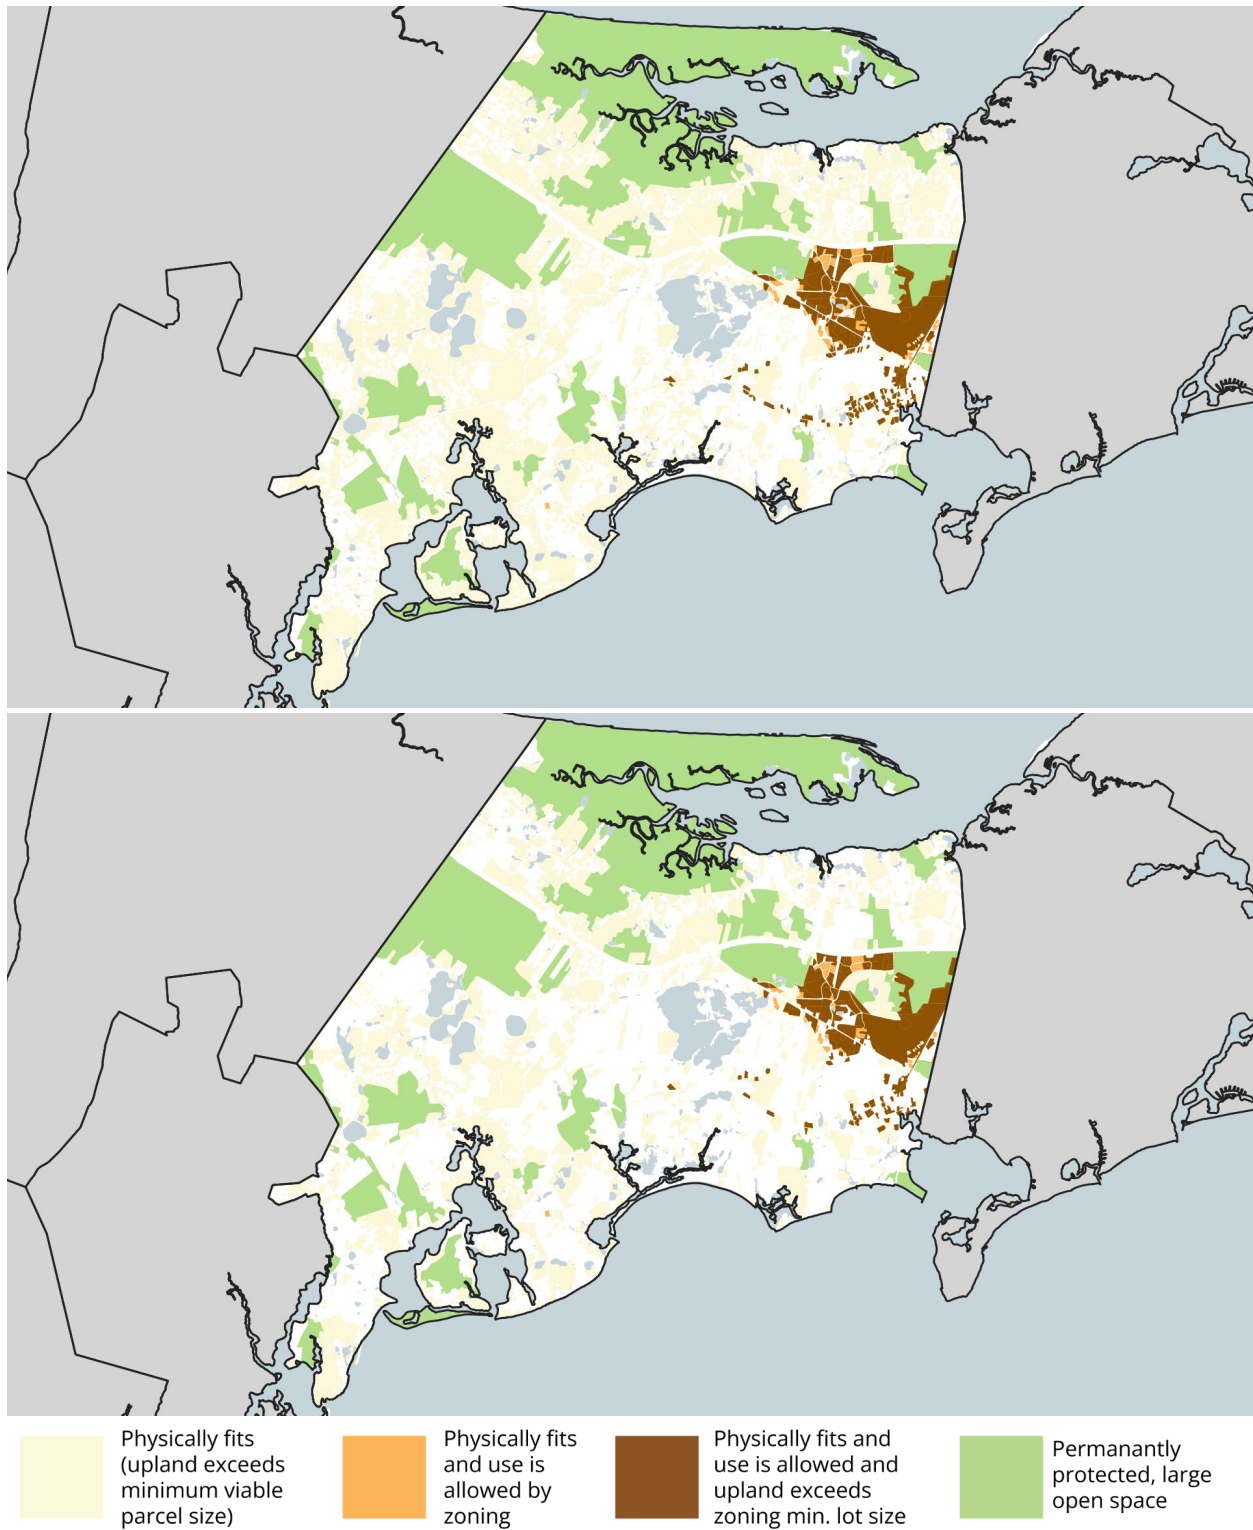 Physically fits
(upland exceeds
minimum viable
parcel size)
Physically fits
and use is
allowed by
zoning
Physically fits and
use is allowed and
upland exceeds
zoning min. lot size
Permanantly
protected, large
open space